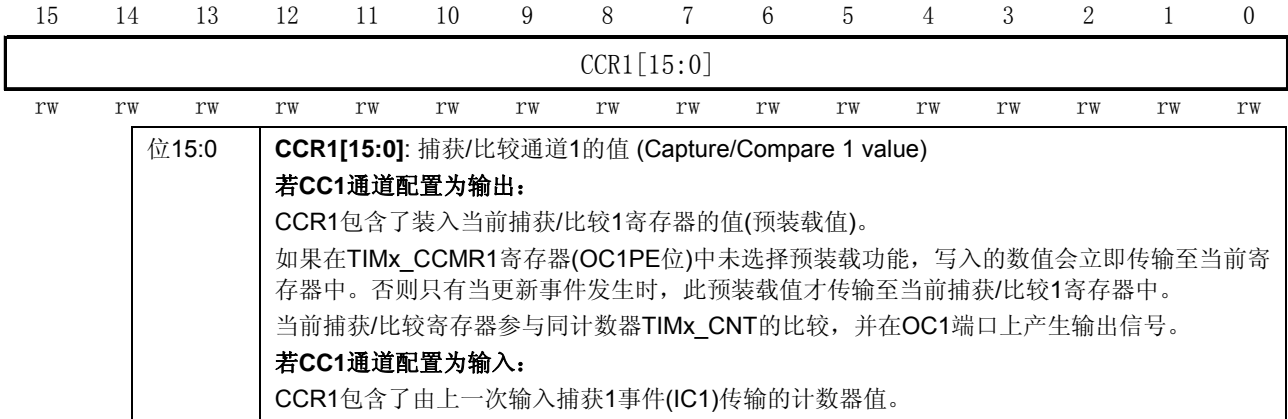 15 14 13 12 11 10 9 8 7 6 5 4 3 2 1 0
CCR1[15:0]
rw rw rw rw rw rw rw rw rw rw rw rw rw rw rw rw
位15:0 CCR1[15:0]: 捕获/比较通道1的值 (Capture/Compare 1 value)
若CC1通道配置为输出：
CCR1包含了装入当前捕获/比较1寄存器的值(预装载值)。
如果在TIMx_CCMR1寄存器(OC1PE位)中未选择预装载功能，写入的数值会立即传输至当前寄
存器中。否则只有当更新事件发生时，此预装载值才传输至当前捕获/比较1寄存器中。
当前捕获/比较寄存器参与同计数器TIMx_CNT的比较，并在OC1端口上产生输出信号。
若CC1通道配置为输入：
CCR1包含了由上一次输入捕获1事件(IC1)传输的计数器值。